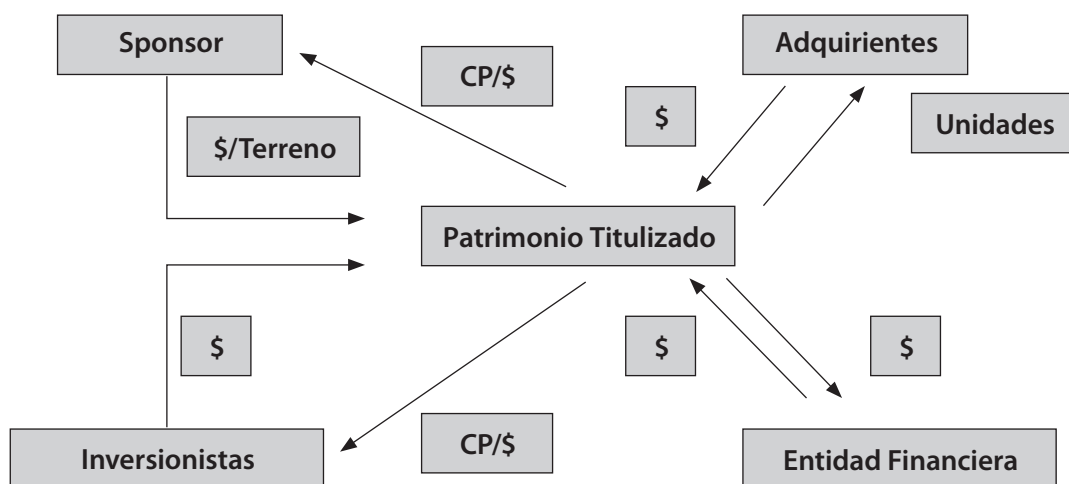 Sponsor
Adquirientes
CP/$
$
Unidades
$/Terreno
Patrimonio Titulizado
$
$
$
CP/$
Inversionistas
Entidad Financiera